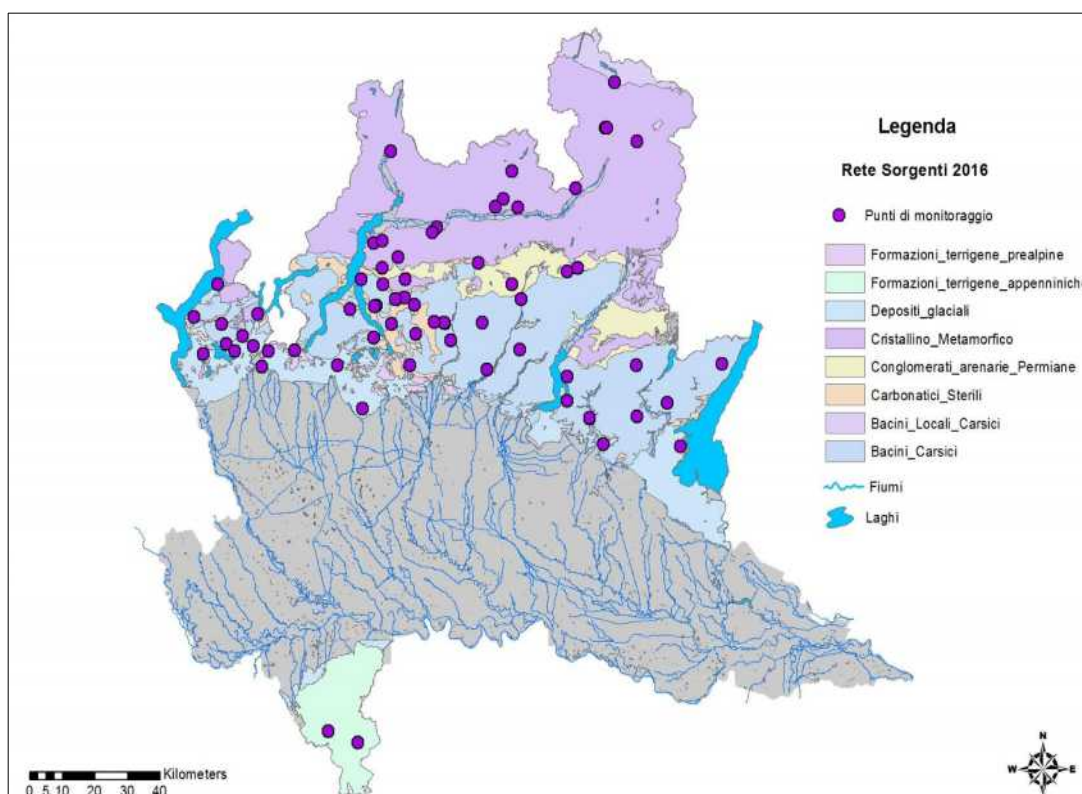 Legenda
Rete Sorgenti 2016
Punti di monitoraggio
Formazioni_terrigene_prealpine
Formazioni_terrigene_appenniniche
Depositi_glaciali
Cristallino_Metamorfico
Conglomerati_arenarie_Permiane
Carbonatici_Sterili
Bacini_Locali_Carsici
Bacini_Carsici
Fiumi
Laghi
Kilometers
0 5 10 20 30 40
N
W E
S